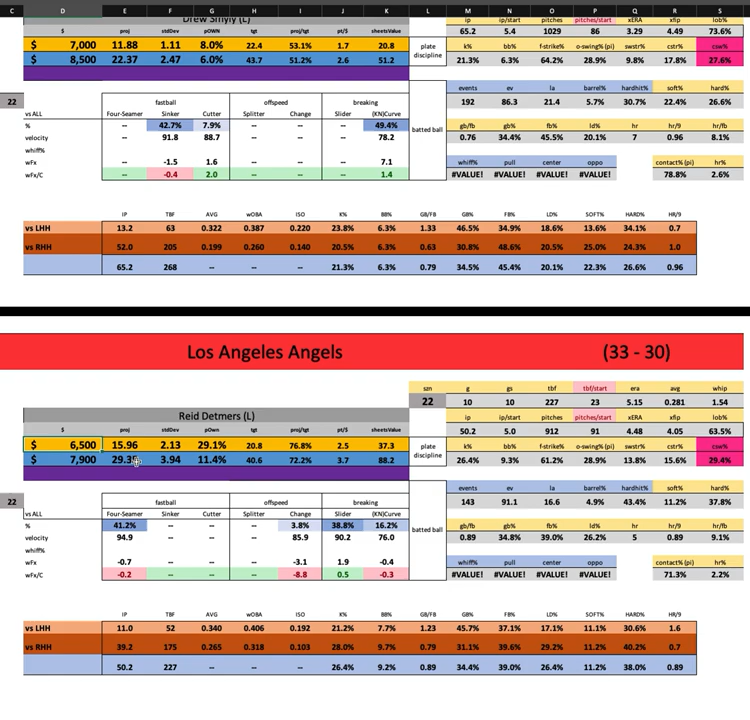 C D E F G H I J K L M N O P Q R S
Drew Smyly (L) ip ip/start pitches pitches/start xERA xfip lob%
$ proj stdDev pOWN tgt proj/tgt pt/$ sheetsValue 65.2 5.4 1029 86 3.29 4.49 73.6%
$ 7,000 11.88 1.11 8.0% 22.4 53.1% 1.7 20.8 plate discipline k% bb% f-strike% o-swing% (pi) swstr% cstr% csw%
$ 8,500 22.37 2.47 6.0% 43.7 51.2% 2.6 51.2 21.3% 6.3% 64.2% 28.9% 9.8% 17.8% 27.6%
events ev la barrel% hardhit% soft% hard%
22 fastball offspeed breaking 192 86.3 21.4 5.7% 30.7% 22.4% 26.6%
vs ALL Four-Seamer Sinker Cutter Splitter Change Slider (KN)Curve
% -- 42.7% 7.9% -- -- -- 49.4% batted ball gb/fb gb% fb% ld% hr hr/9 hr/fb
velocity -- 91.8 88.7 -- -- -- 78.2 0.76 34.4% 45.5% 20.1% 7 0.96 8.1%
whiff%
wFx -- -1.5 1.6 -- -- -- 7.1 whiff% pull center oppo contact% (pi) hr%
wFx/C -- -0.4 2.0 -- -- -- 1.4 #VALUE! #VALUE! #VALUE! #VALUE! 78.8% 2.6%
IP TBF AVG wOBA ISO K% BB% GB/FB GB% FB% LD% SOFT% HARD% HR/9
vs LHH 13.2 63 0.322 0.387 0.220 23.8% 6.3% 1.33 46.5% 34.9% 18.6% 13.6% 34.1% 0.7
vs RHH 52.0 205 0.199 0.260 0.140 20.5% 6.3% 0.63 30.8% 48.6% 20.5% 25.0% 24.3% 1.0
65.2 268 -- -- -- 21.3% 6.3% 0.79 34.5% 45.4% 20.1% 22.3% 26.6% 0.96
Los Angeles Angels (33 - 30)
szn g gs tbf tbf/start era avg whip
22 10 10 227 23 5.15 0.281 1.54
Reid Detmers (L) ip ip/start pitches pitches/start xERA xfip lob%
$ proj stdDev pOwn tgt proj/tgt pt/$ sheetsValue 50.2 5.0 912 91 4.48 4.05 63.5%
$ 6,500 15.96 2.13 29.1% 20.8 76.8% 2.5 37.3 plate discipline k% bb% f-strike% o-swing% (pi) swstr% cstr% csw%
$ 7,900 3.94 11.4% 40.6 72.2% 3.7 88.2 26.4% 9.3% 61.2% 28.9% 13.8% 15.6% 29.4%
events ev la barrel% hardhit% soft% hard%
22 fastball offspeed breaking 143 91.1 16.6 4.9% 43.4% 11.2% 37.8%
vs ALL Four-Seamer Sinker Cutter Splitter Change Slider (KN)Curve
% 41.2% -- -- -- 3.8% 38.8% 16.2% batted ball gb/fb gb% fb% ld% hr hr/9 hr/fb
velocity 94.9 -- -- -- 85.9 90.2 76.0 0.89 34.8% 39.0% 26.2% 5 0.89 9.1%
whiff%
wFx -0.7 -- -- -- -3.1 1.9 -0.4 whiff% pull center oppo contact% (pi) hr%
wFx/C -0.2 -- -- -- -8.8 0.5 -0.3 #VALUE! #VALUE! #VALUE! #VALUE! 71.3% 2.2%
IP TBF AVG wOBA ISO K% BB% GB/FB GB% FB% LD% SOFT% HARD% HR/9
vs LHH 11.0 52 0.340 0.406 0.192 21.2% 7.7% 1.23 45.7% 37.1% 17.1% 11.1% 30.6% 1.6
vs RHH 39.2 175 0.265 0.318 0.103 28.0% 9.7% 0.79 31.1% 39.6% 29.2% 11.2% 40.2% 0.7
50.2 227 -- -- 26.4% 9.2% 0.89 34.4% 39.0% 26.4% 11.2% 38.0% 0.89